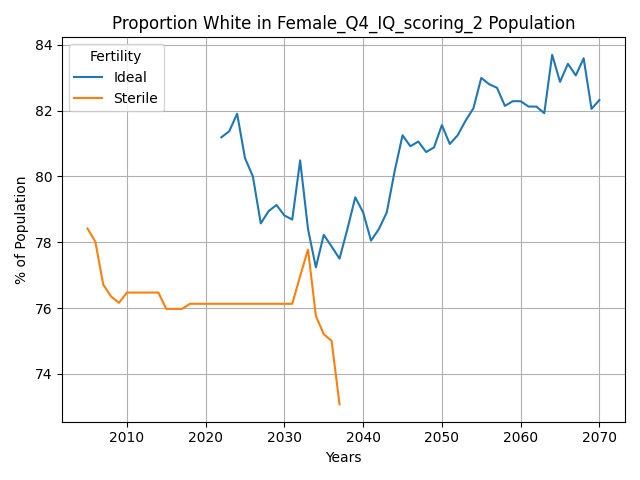 Proportion White in Female_Q4_IQ_scoring_2 Population
Fertility
Ideal
Sterile
84
82
80
78
76
74
% of Population
2010 2020 2030 2040 2050 2060 2070
Years